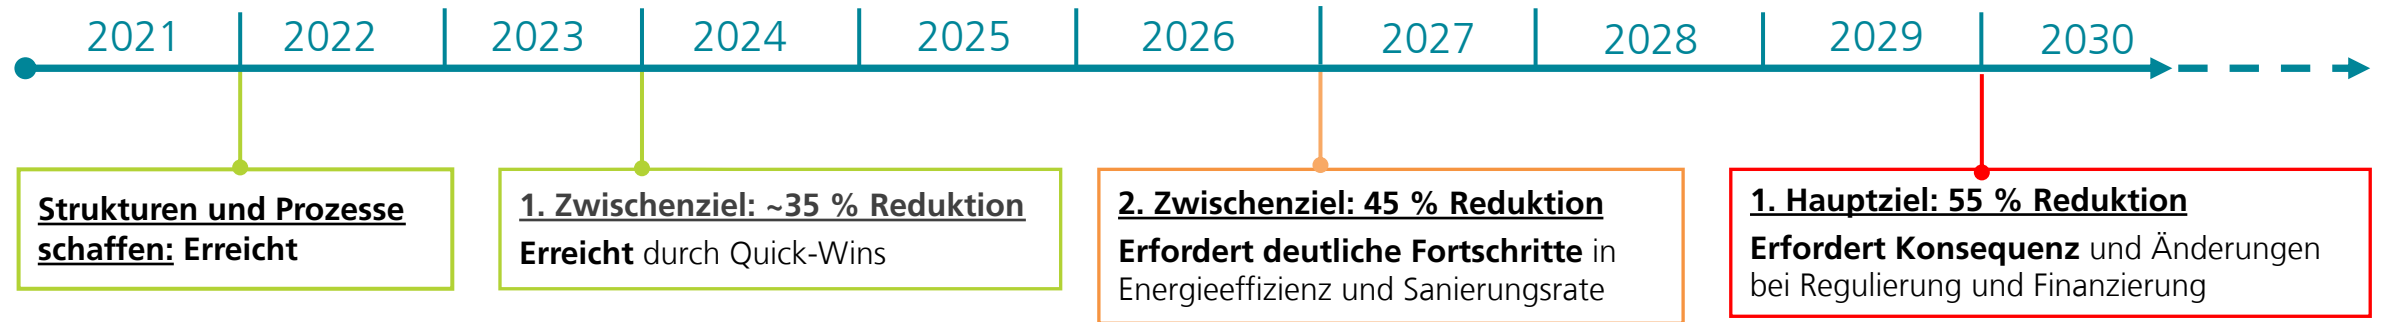 2021 2022 2023 2024 2025 2026 2027 2028 2029 2030
Strukturen und Prozesse
schaffen: Erreicht
1. Zwischenziel: ~35 % Reduktion
Erreicht durch Quick-Wins
2. Zwischenziel: 45 % Reduktion
Erfordert deutliche Fortschritte in
Energieeffizienz und Sanierungsrate
1. Hauptziel: 55 % Reduktion
Erfordert Konsequenz und Änderungen
bei Regulierung und Finanzierung